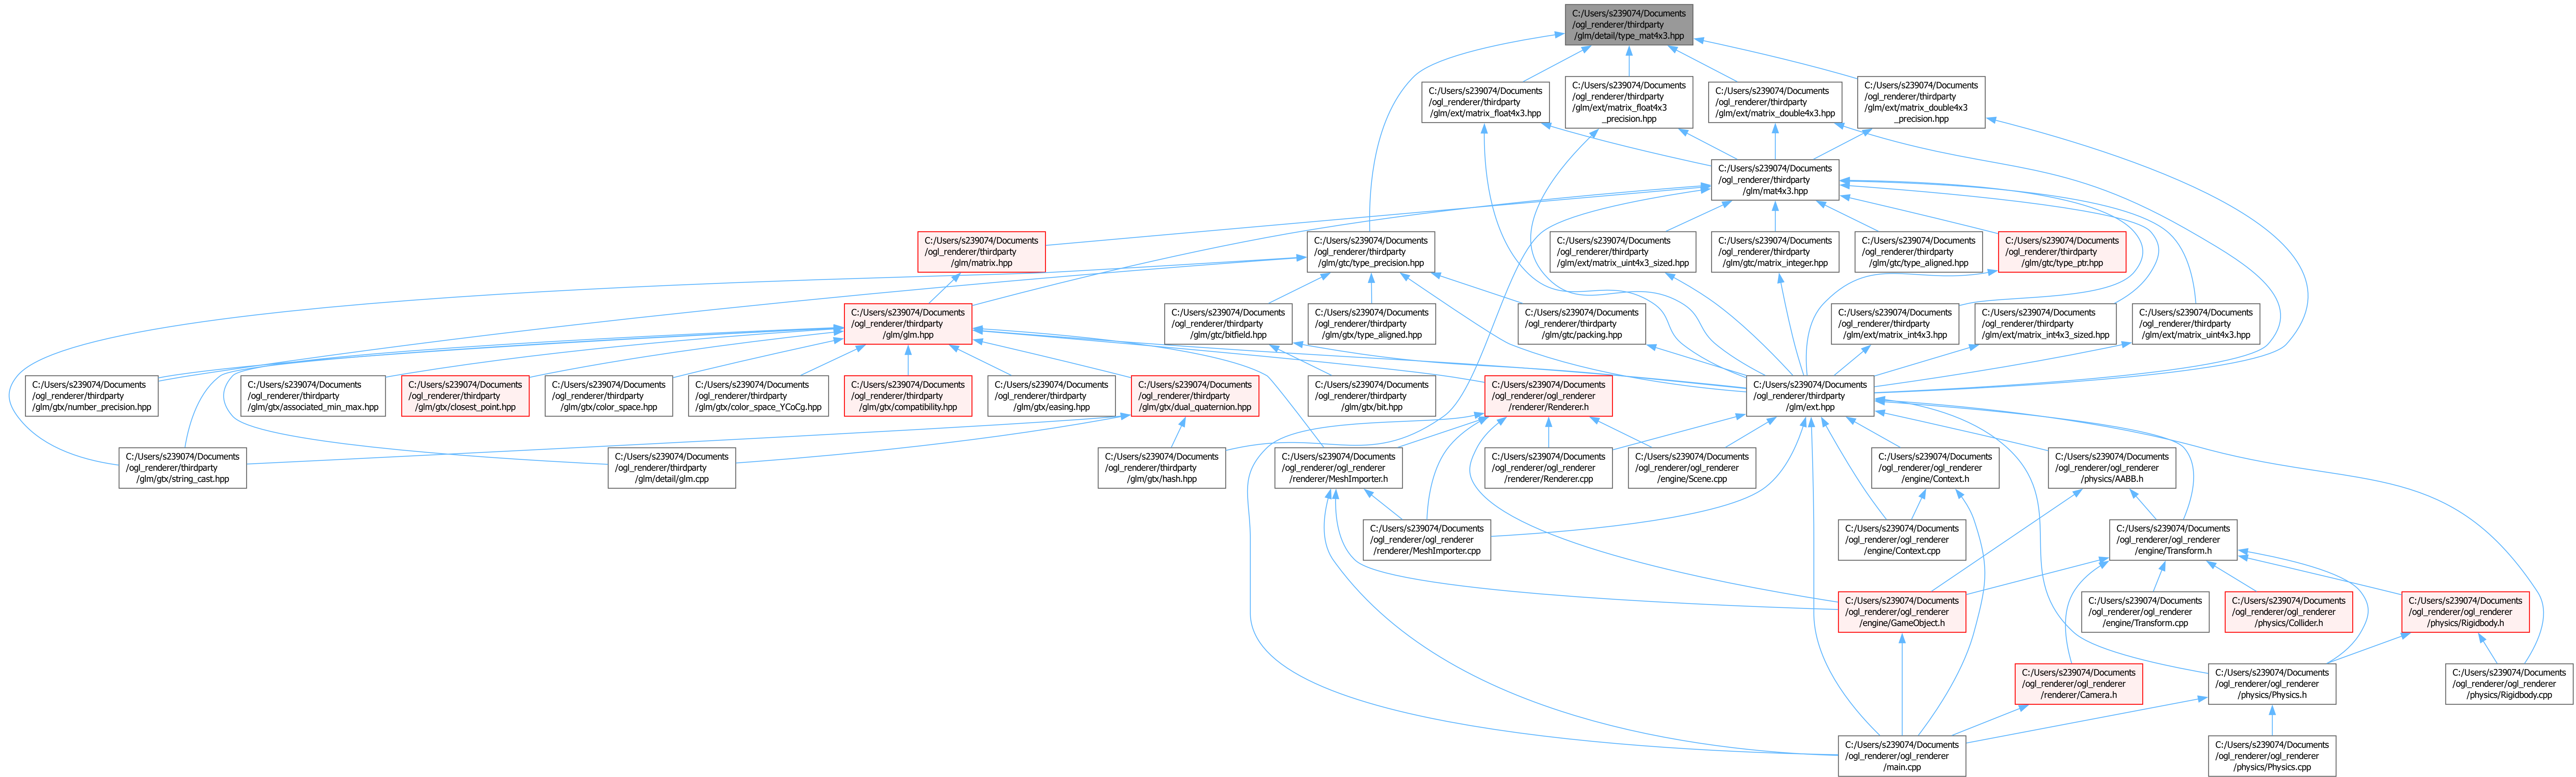 C:/Users/s239074/Documents
/ogl_renderer/thirdparty
/glm/detail/type_mat4x3.hpp
C:/Users/s239074/Documents
/ogl_renderer/thirdparty
/glm/ext/matrix_float4x3.hpp
C:/Users/s239074/Documents
/ogl_renderer/thirdparty
/glm/ext/matrix_float4x3
_precision.hpp
C:/Users/s239074/Documents
/ogl_renderer/thirdparty
/glm/ext/matrix_double4x3.hpp
C:/Users/s239074/Documents
/ogl_renderer/thirdparty
/glm/ext/matrix_double4x3
_precision.hpp
C:/Users/s239074/Documents
/ogl_renderer/thirdparty
/glm/mat4x3.hpp
C:/Users/s239074/Documents
/ogl_renderer/thirdparty
/glm/matrix.hpp
C:/Users/s239074/Documents
/ogl_renderer/thirdparty
/glm/gtc/type_precision.hpp
C:/Users/s239074/Documents
/ogl_renderer/thirdparty
/glm/ext/matrix_uint4x3_sized.hpp
C:/Users/s239074/Documents
/ogl_renderer/thirdparty
/glm/gtc/matrix_integer.hpp
C:/Users/s239074/Documents
/ogl_renderer/thirdparty
/glm/gtc/type_aligned.hpp
C:/Users/s239074/Documents
/ogl_renderer/thirdparty
/glm/gtc/type_ptr.hpp
C:/Users/s239074/Documents
/ogl_renderer/thirdparty
/glm/glm.hpp
C:/Users/s239074/Documents
/ogl_renderer/thirdparty
/glm/gtc/bitfield.hpp
C:/Users/s239074/Documents
/ogl_renderer/thirdparty
/glm/gtx/type_aligned.hpp
C:/Users/s239074/Documents
/ogl_renderer/thirdparty
/glm/gtc/packing.hpp
C:/Users/s239074/Documents
/ogl_renderer/thirdparty
/glm/ext/matrix_int4x3.hpp
C:/Users/s239074/Documents
/ogl_renderer/thirdparty
/glm/ext/matrix_int4x3_sized.hpp
C:/Users/s239074/Documents
/ogl_renderer/thirdparty
/glm/ext/matrix_uint4x3.hpp
C:/Users/s239074/Documents
/ogl_renderer/thirdparty
/glm/gtx/number_precision.hpp
C:/Users/s239074/Documents
/ogl_renderer/thirdparty
/glm/gtx/associated_min_max.hpp
C:/Users/s239074/Documents
/ogl_renderer/thirdparty
/glm/gtx/closest_point.hpp
C:/Users/s239074/Documents
/ogl_renderer/thirdparty
/glm/gtx/color_space.hpp
C:/Users/s239074/Documents
/ogl_renderer/thirdparty
/glm/gtx/color_space_YCoCg.hpp
C:/Users/s239074/Documents
/ogl_renderer/thirdparty
/glm/gtx/compatibility.hpp
C:/Users/s239074/Documents
/ogl_renderer/thirdparty
/glm/gtx/easing.hpp
C:/Users/s239074/Documents
/ogl_renderer/thirdparty
/glm/gtx/dual_quaternion.hpp
C:/Users/s239074/Documents
/ogl_renderer/thirdparty
/glm/gtx/bit.hpp
C:/Users/s239074/Documents
/ogl_renderer/ogl_renderer
/renderer/Renderer.h
C:/Users/s239074/Documents
/ogl_renderer/thirdparty
/glm/ext.hpp
C:/Users/s239074/Documents
/ogl_renderer/thirdparty
/glm/gtx/string_cast.hpp
C:/Users/s239074/Documents
/ogl_renderer/thirdparty
/glm/detail/glm.cpp
C:/Users/s239074/Documents
/ogl_renderer/thirdparty
/glm/gtx/hash.hpp
C:/Users/s239074/Documents
/ogl_renderer/ogl_renderer
/renderer/MeshImporter.h
C:/Users/s239074/Documents
/ogl_renderer/ogl_renderer
/renderer/Renderer.cpp
C:/Users/s239074/Documents
/ogl_renderer/ogl_renderer
/engine/Scene.cpp
C:/Users/s239074/Documents
/ogl_renderer/ogl_renderer
/engine/Context.h
C:/Users/s239074/Documents
/ogl_renderer/ogl_renderer
/physics/AABB.h
C:/Users/s239074/Documents
/ogl_renderer/ogl_renderer
/renderer/MeshImporter.cpp
C:/Users/s239074/Documents
/ogl_renderer/ogl_renderer
/engine/Context.cpp
C:/Users/s239074/Documents
/ogl_renderer/ogl_renderer
/engine/Transform.h
C:/Users/s239074/Documents
/ogl_renderer/ogl_renderer
/engine/GameObject.h
C:/Users/s239074/Documents
/ogl_renderer/ogl_renderer
/engine/Transform.cpp
C:/Users/s239074/Documents
/ogl_renderer/ogl_renderer
/physics/Collider.h
C:/Users/s239074/Documents
/ogl_renderer/ogl_renderer
/physics/Rigidbody.h
C:/Users/s239074/Documents
/ogl_renderer/ogl_renderer
/renderer/Camera.h
C:/Users/s239074/Documents
/ogl_renderer/ogl_renderer
/physics/Physics.h
C:/Users/s239074/Documents
/ogl_renderer/ogl_renderer
/physics/Rigidbody.cpp
C:/Users/s239074/Documents
/ogl_renderer/ogl_renderer
/main.cpp
C:/Users/s239074/Documents
/ogl_renderer/ogl_renderer
/physics/Physics.cpp